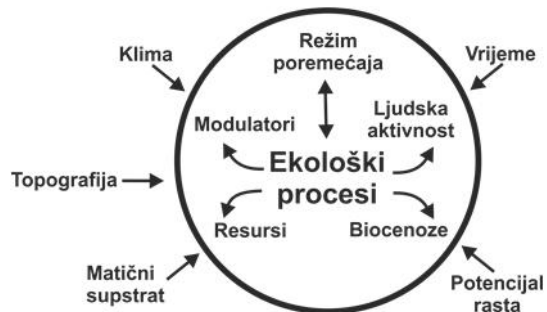 Klima
Režim
poremećaja
Vrijeme
Modulatori
Ljudska
aktivnost
Topografija
Ekološki
procesi
Resursi
Biocenoze
Matični
supstrat
Potencijal
rasta